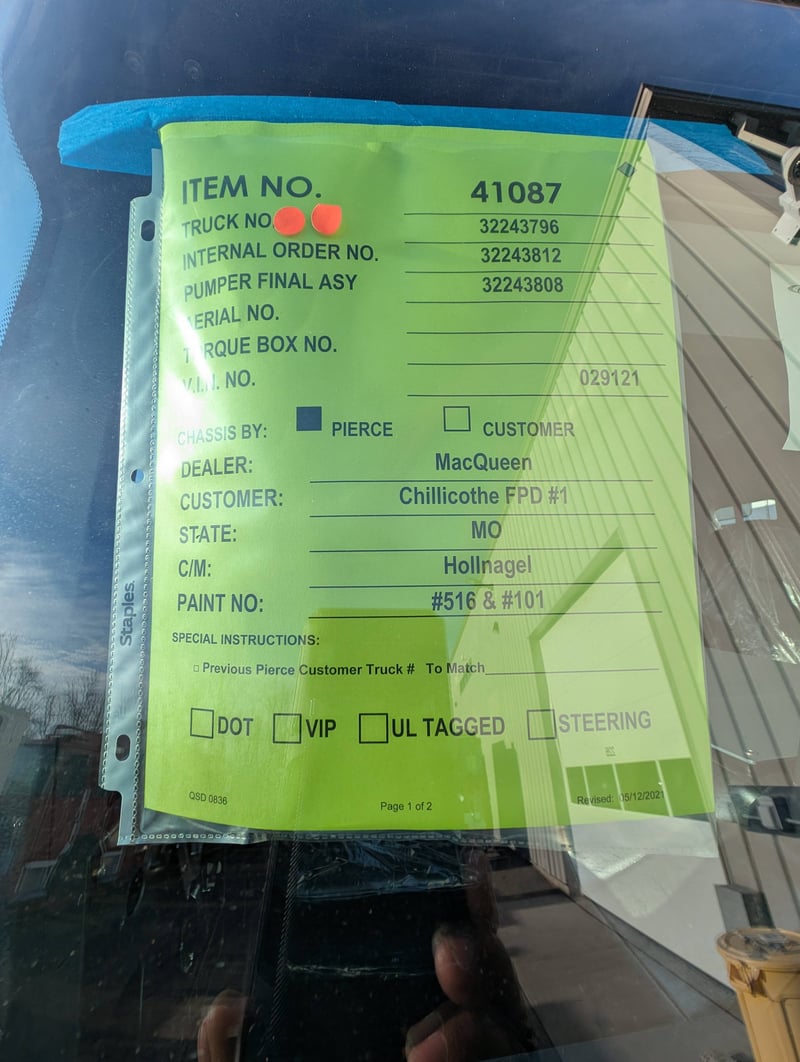 ITEM NO. 41087
TRUCK NO 32243796
INTERNAL ORDER NO. 32243812
PUMPER FINAL ASY 32243808
AERIAL NO.
TORQUE BOX NO.
V.I.N. NO. 029121
CHASSIS BY: PIERCE CUSTOMER
DEALER: MacQueen
CUSTOMER: Chillicothe FPD #1
STATE: MO
C/M: Hollnagel
PAINT NO: #516 & #101
SPECIAL INSTRUCTIONS:
Previous Pierce Customer Truck # To Match
DOT VIP UL TAGGED STEERING
QSD 0836 Page 1 of 2 Revised: 05/12/2021
Staples